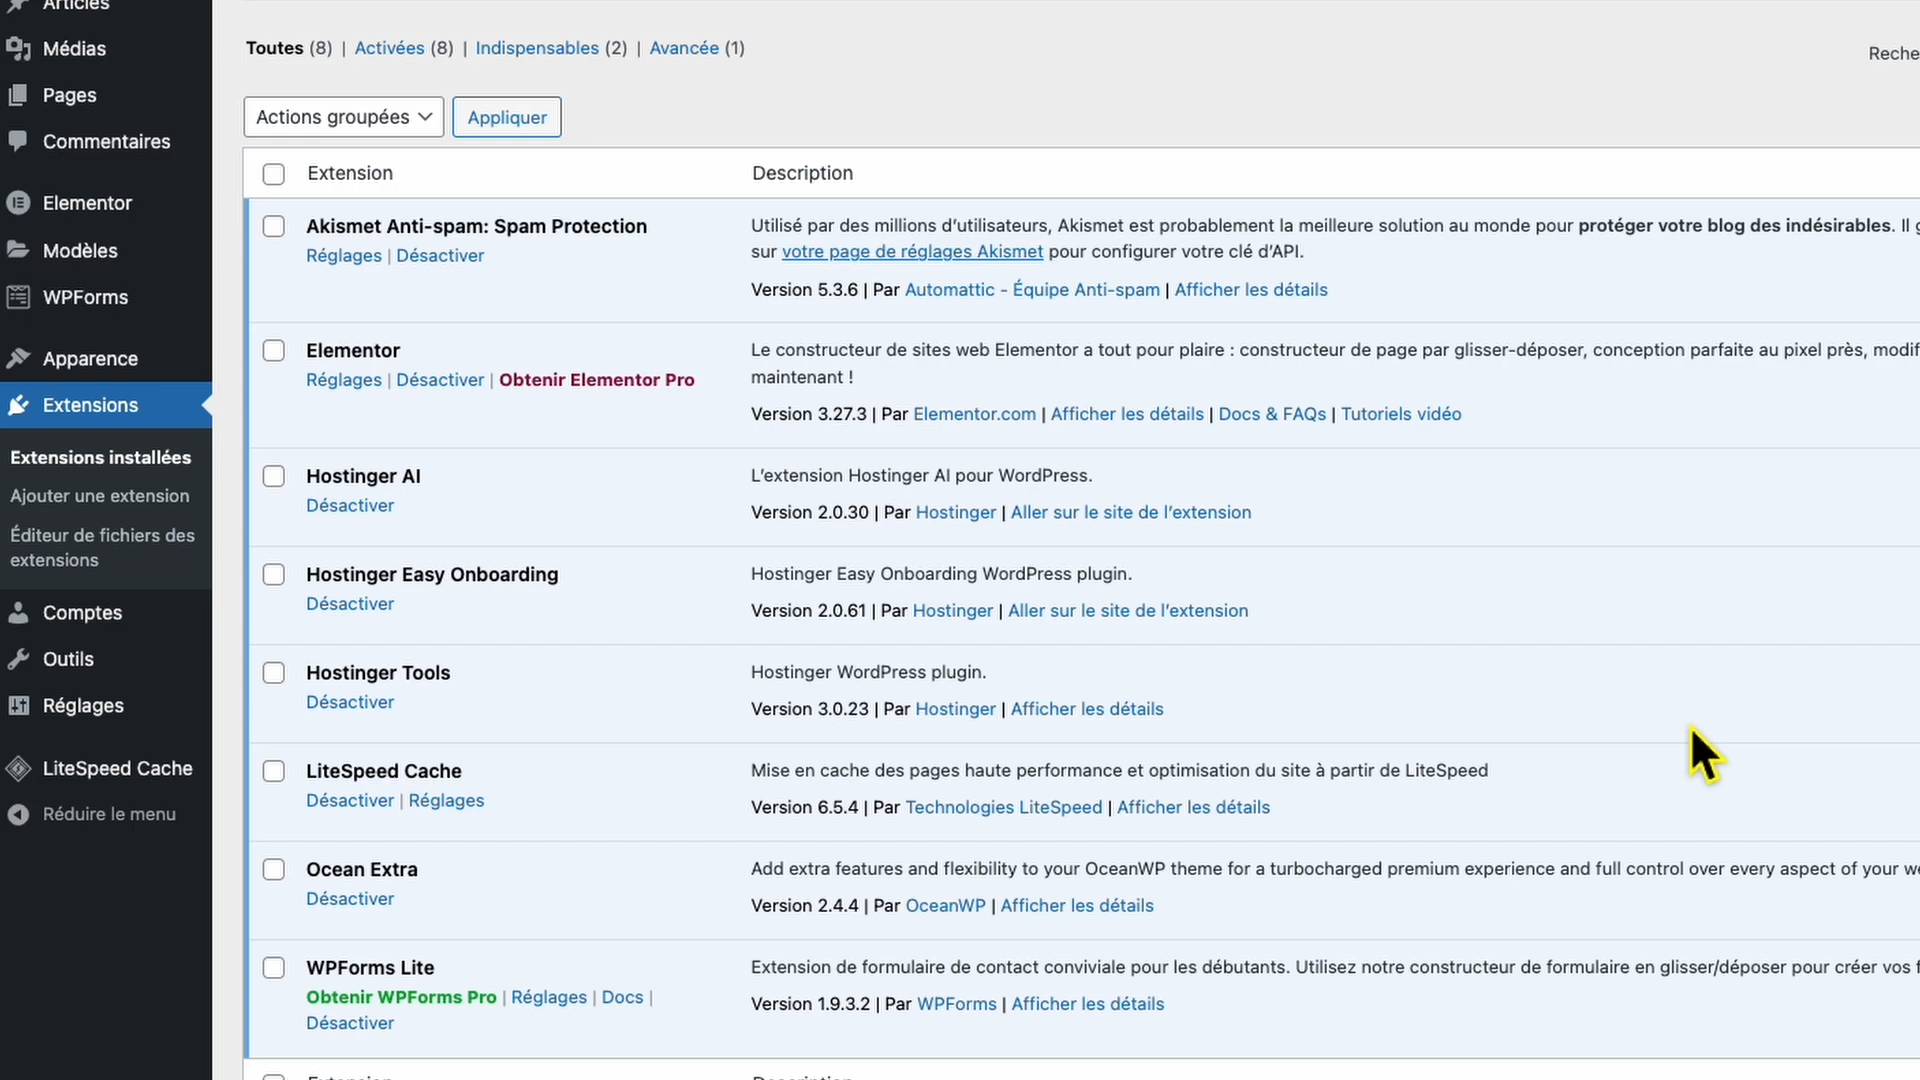 Articles
Médias
Pages
Commentaires
Elementor
Modèles
WPForms
Apparence
Extensions
Extensions installées
Ajouter une extension
Éditeur de fichiers des
extensions
Comptes
Outils
Réglages
LiteSpeed Cache
Réduire le menu
Toutes (8) | Activées (8) | Indispensables (2) | Avancée (1)
Reche
Actions groupées Appliquer
Extension Description
Akismet Anti-spam: Spam Protection
Réglages | Désactiver
Utilisé par des millions d’utilisateurs, Akismet est probablement la meilleure solution au monde pour protéger votre blog des indésirables. Il g
sur votre page de réglages Akismet pour configurer votre clé d’API.
Version 5.3.6 | Par Automattic - Équipe Anti-spam | Afficher les détails
Elementor
Réglages | Désactiver | Obtenir Elementor Pro
Le constructeur de sites web Elementor a tout pour plaire : constructeur de page par glisser-déposer, conception parfaite au pixel près, modif
maintenant !
Version 3.27.3 | Par Elementor.com | Afficher les détails | Docs & FAQs | Tutoriels vidéo
Hostinger AI
Désactiver
L’extension Hostinger AI pour WordPress.
Version 2.0.30 | Par Hostinger | Aller sur le site de l’extension
Hostinger Easy Onboarding
Désactiver
Hostinger Easy Onboarding WordPress plugin.
Version 2.0.61 | Par Hostinger | Aller sur le site de l’extension
Hostinger Tools
Désactiver
Hostinger WordPress plugin.
Version 3.0.23 | Par Hostinger | Afficher les détails
LiteSpeed Cache
Désactiver | Réglages
Mise en cache des pages haute performance et optimisation du site à partir de LiteSpeed
Version 6.5.4 | Par Technologies LiteSpeed | Afficher les détails
Ocean Extra
Désactiver
Add extra features and flexibility to your OceanWP theme for a turbocharged premium experience and full control over every aspect of your we
Version 2.4.4 | Par OceanWP | Afficher les détails
WPForms Lite
Obtenir WPForms Pro | Réglages | Docs |
Désactiver
Extension de formulaire de contact conviviale pour les débutants. Utilisez notre constructeur de formulaire en glisser/déposer pour créer vos f
Version 1.9.3.2 | Par WPForms | Afficher les détails
Extension Description